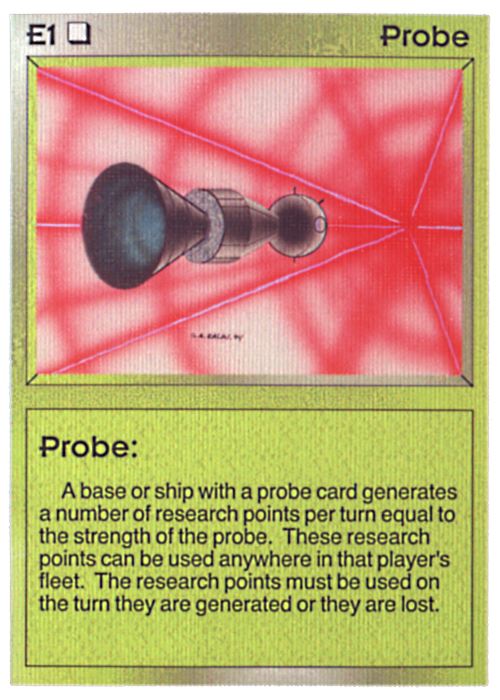 E1 ❏ Probe
Probe:
A base or ship with a probe card generates
a number of research points per turn equal to
the strength of the probe. These research
points can be used anywhere in that player's
fleet. The research points must be used on
the turn they are generated or they are lost.